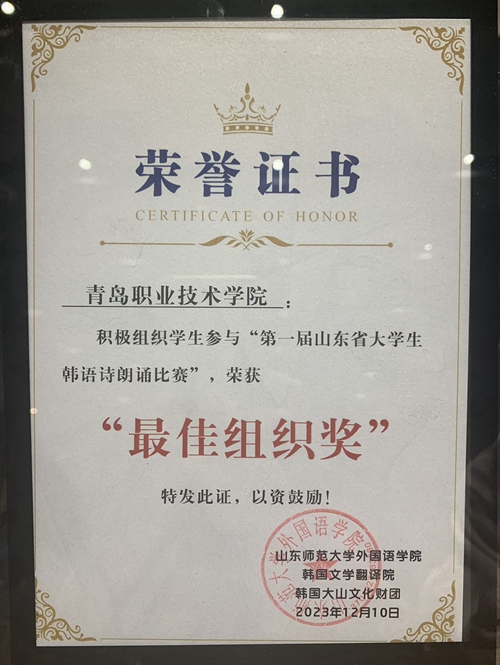 荣誉证书
CERTIFICATE OF HONOR
青岛职业技术学院：
积极组织学生参与“第一届山东省大学生
韩语诗朗诵比赛”，荣获
“最佳组织奖”
特发此证，以资鼓励！
山东师范大学外国语学院
韩国文学翻译院
韩国大山文化财团
2023年12月10日